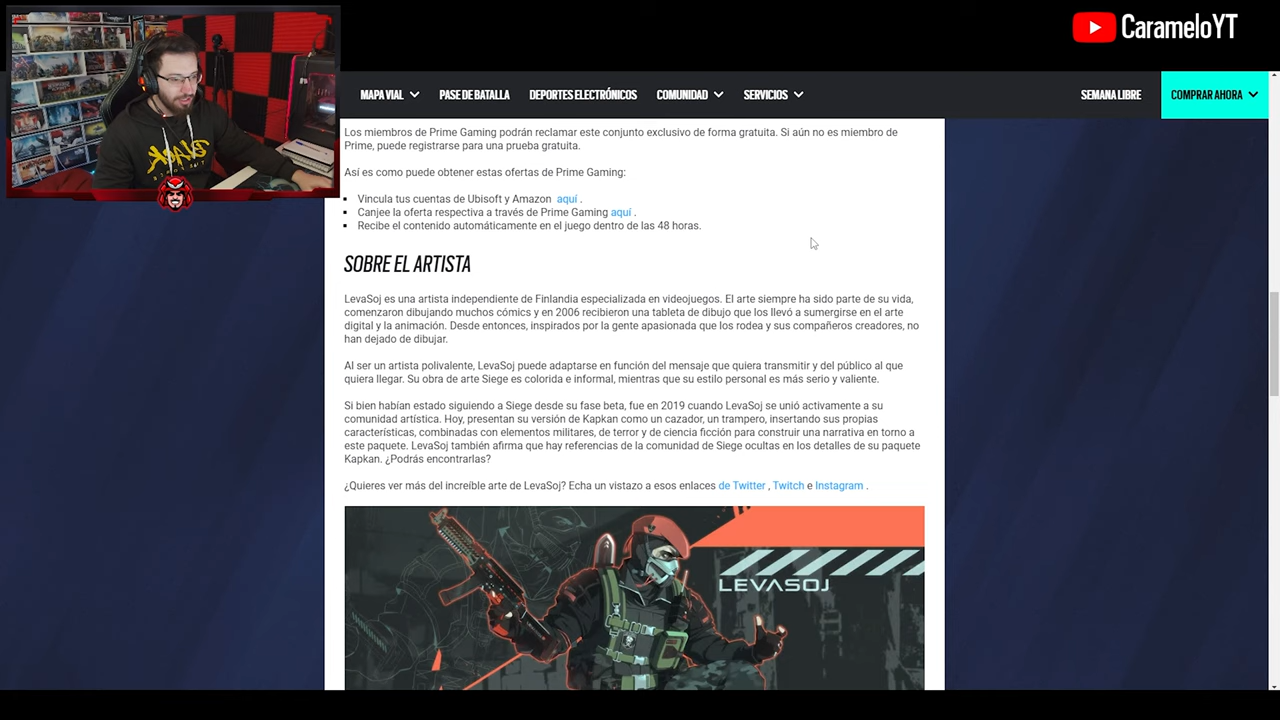 CarameloYT
MAPA VIAL
PASE DE BATALLA
DEPORTES ELECTRÓNICOS
COMUNIDAD
SERVICIOS
SEMANA LIBRE
COMPRAR AHORA
Los miembros de Prime Gaming podrán reclamar este conjunto exclusivo de forma gratuita. Si aún no es miembro de
Prime, puede registrarse para una prueba gratuita.
Así es como puede obtener estas ofertas de Prime Gaming:
Vincula tus cuentas de Ubisoft y Amazon aquí .
Canjee la oferta respectiva a través de Prime Gaming aquí .
Recibe el contenido automáticamente en el juego dentro de las 48 horas.
SOBRE EL ARTISTA
LevaSoj es una artista independiente de Finlandia especializada en videojuegos. El arte siempre ha sido parte de su vida,
comenzaron dibujando muchos cómics y en 2006 recibieron una tableta de dibujo que los llevó a sumergirse en el arte
digital y la animación. Desde entonces, inspirados por la gente apasionada que los rodea y sus compañeros creadores, no
han dejado de dibujar.
Al ser un artista polivalente, LevaSoj puede adaptarse en función del mensaje que quiera transmitir y del público al que
quiera llegar. Su obra de arte Siege es colorida e informal, mientras que su estilo personal es más serio y valiente.
Si bien habían estado siguiendo a Siege desde su fase beta, fue en 2019 cuando LevaSoj se unió activamente a su
comunidad artística. Hoy, presentan su versión de Kapkan como un cazador, un trampero, insertando sus propias
características, combinadas con elementos militares, de terror y de ciencia ficción para construir una narrativa en torno a
este paquete. LevaSoj también afirma que hay referencias de la comunidad de Siege ocultas en los detalles de su paquete
Kapkan. ¿Podrás encontrarlas?
¿Quieres ver más del increíble arte de LevaSoj? Echa un vistazo a esos enlaces de Twitter , Twitch e Instagram .
LEVASOJ